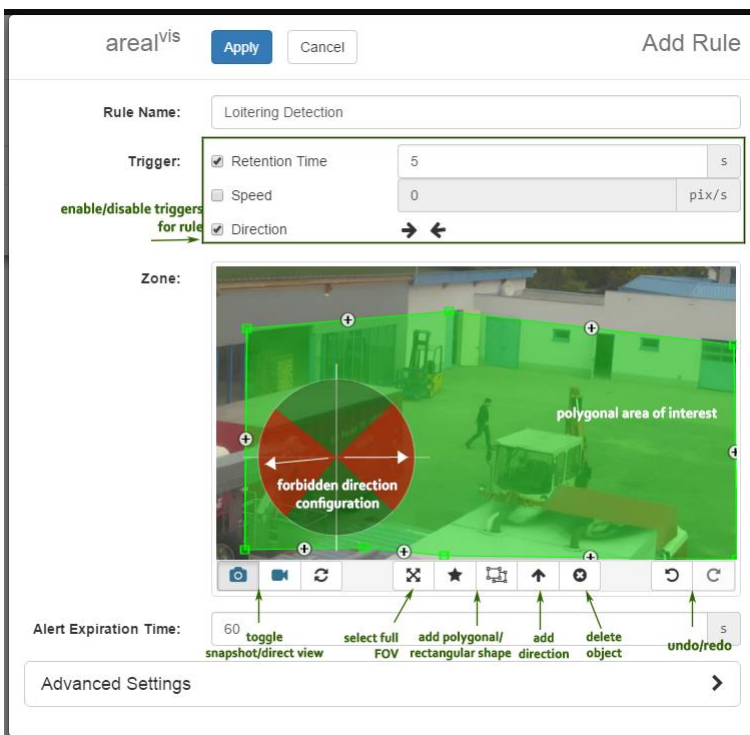 arealvis
Apply
Cancel
Add Rule
Rule Name:
Loitering Detection
Trigger:
Retention Time
5
s
Speed
0
pix/s
enable/disable triggers
for rule
Direction
Zone:
polygonal area of interest
forbidden direction
configuration
Alert Expiration Time:
60
s
toggle
snapshot/direct view
select full
FOV
add polygonal/
rectangular shape
add
direction
delete
object
undo/redo
Advanced Settings